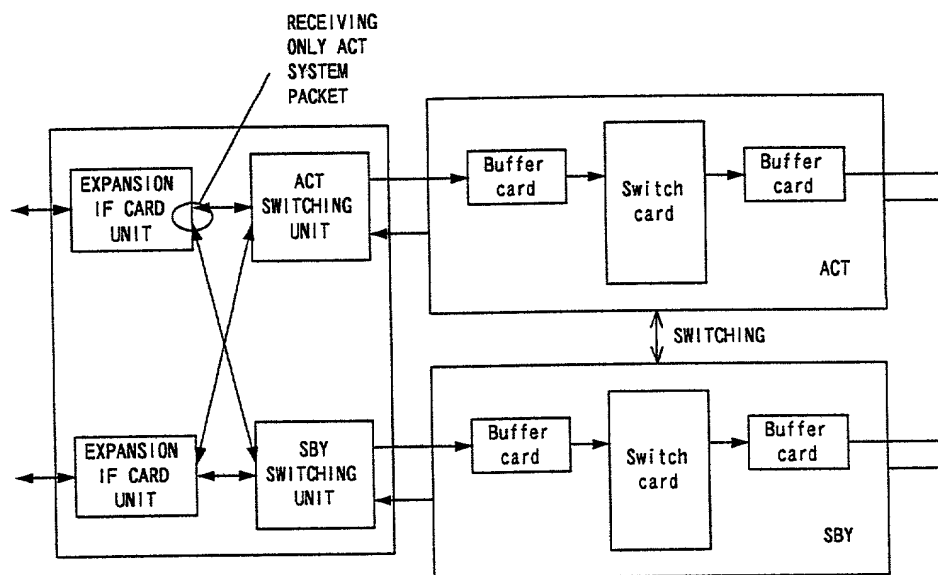 RECEIVING
ONLY ACT
SYSTEM
PACKET
EXPANSION
IF CARD
UNIT
ACT
SWITCHING
UNIT
Buffer
card
Switch
card
Buffer
card
ACT
SWITCHING
EXPANSION
IF CARD
UNIT
SBY
SWITCHING
UNIT
Buffer
card
Switch
card
Buffer
card
SBY